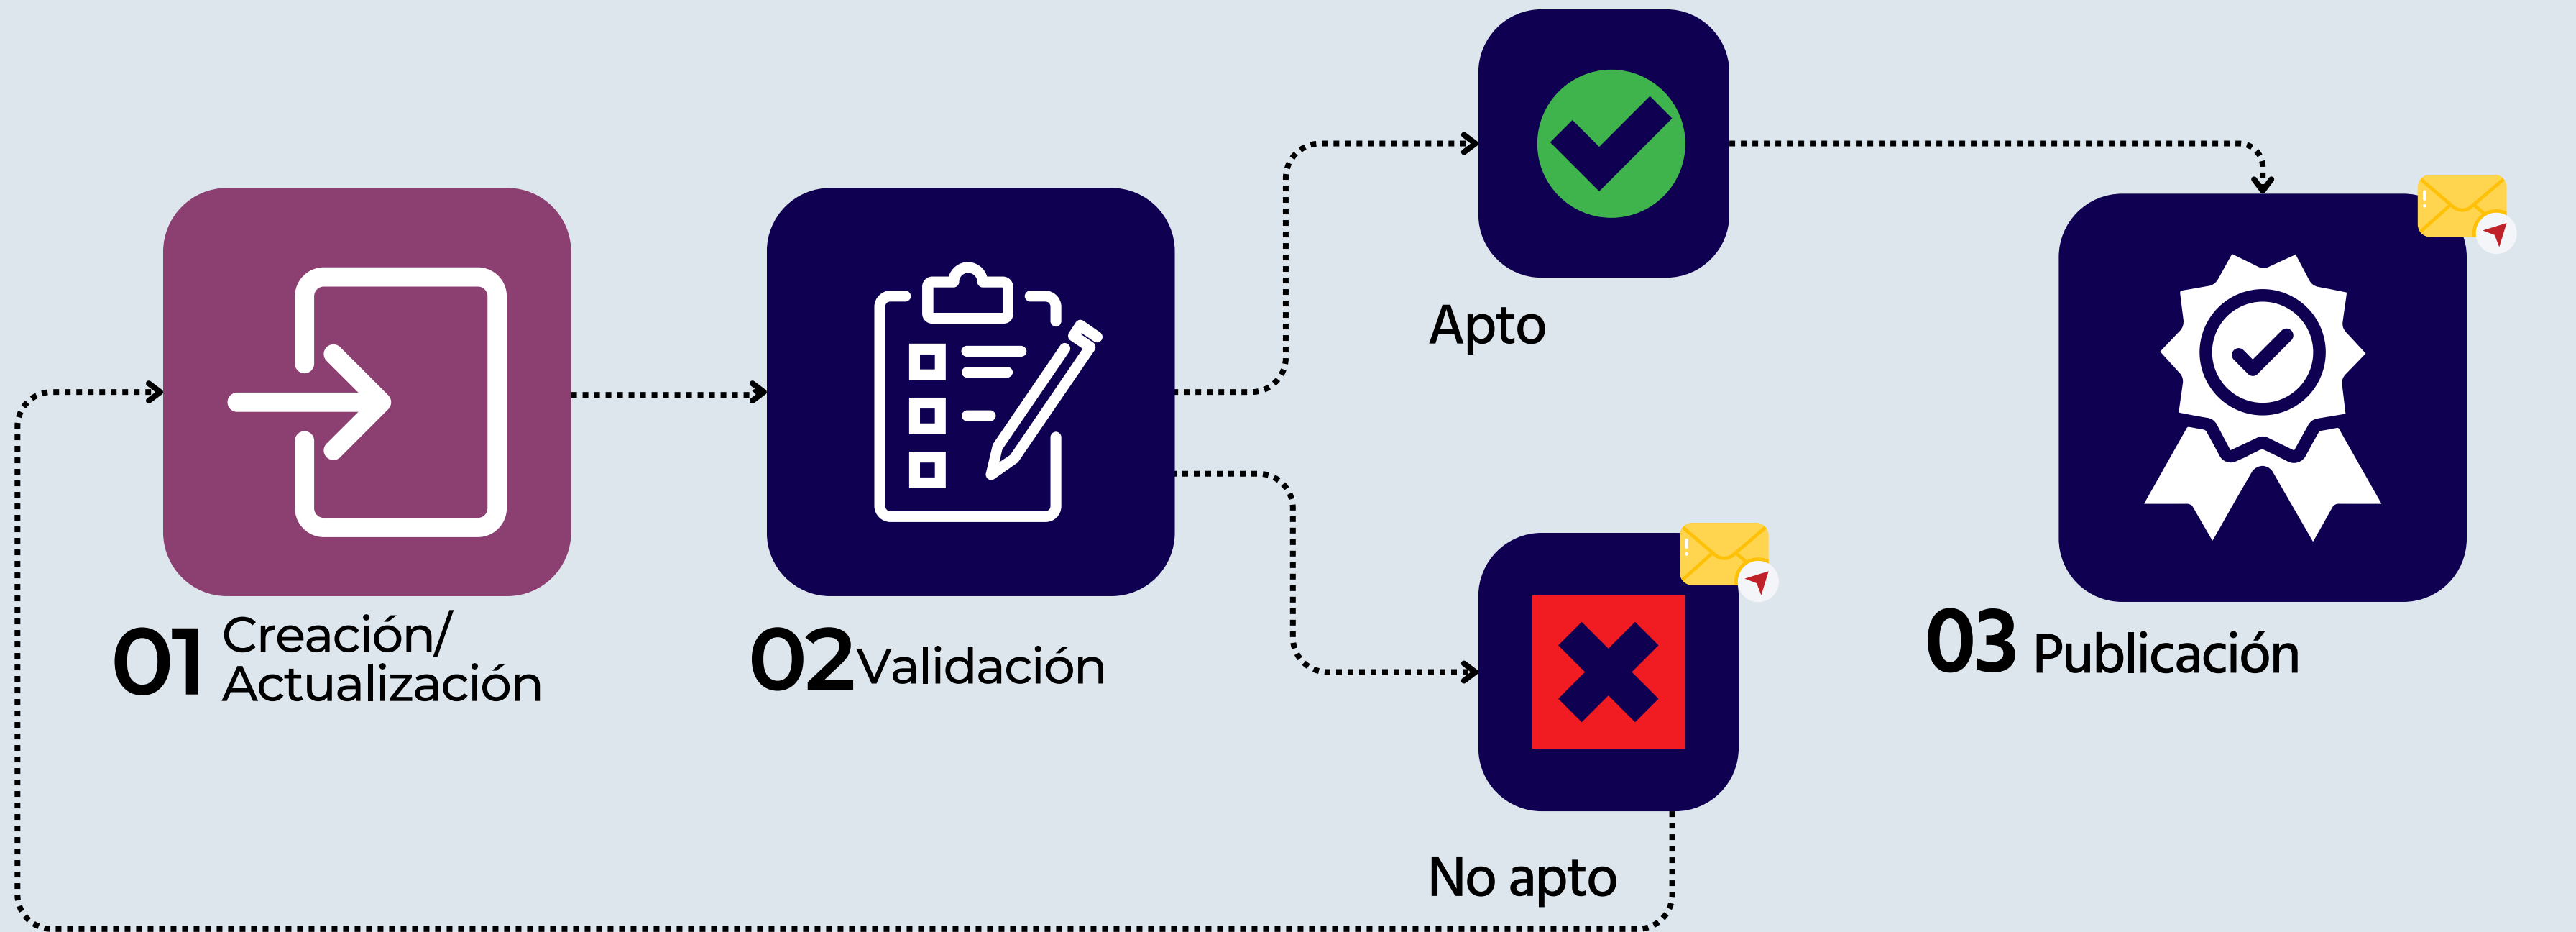 01 Creación/
Actualización
02 Validación
Apto
No apto
03 Publicación